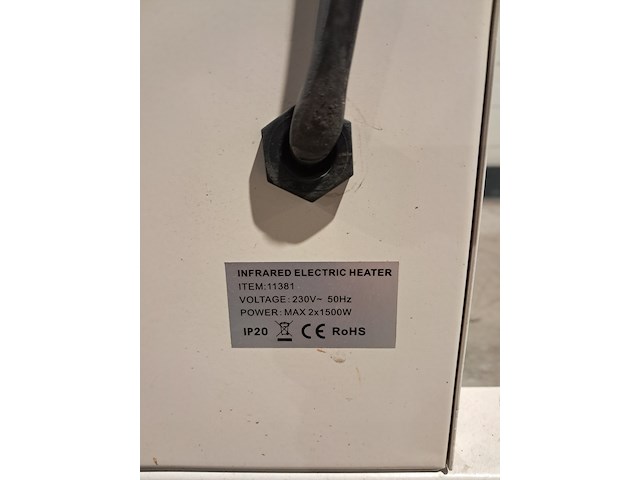 INFRARED ELECTRIC HEATER
ITEM:11381
VOLTAGE: 230V~ 50Hz
POWER: MAX 2x1500W
IP20 CE RoHS